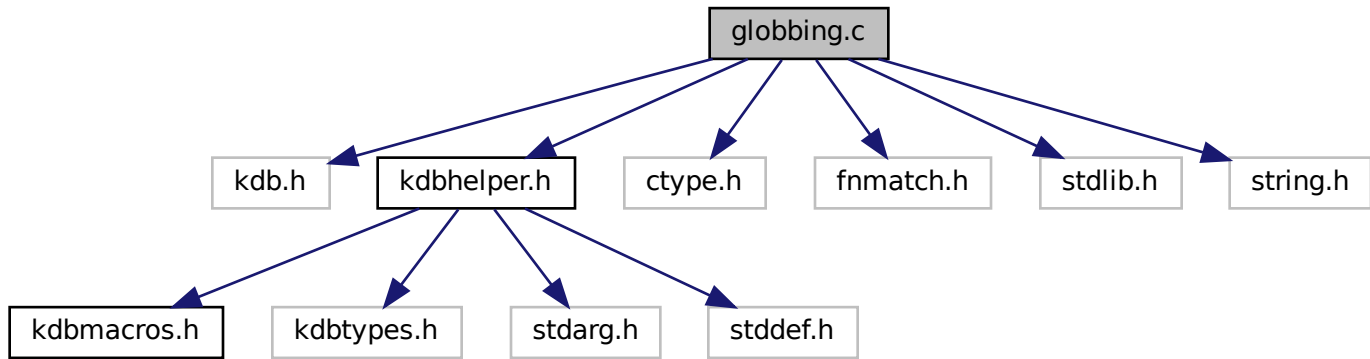 globbing.c
kdb.h
kdbhelper.h
ctype.h
fnmatch.h
stdlib.h
string.h
kdbmacros.h
kdbtypes.h
stdarg.h
stddef.h